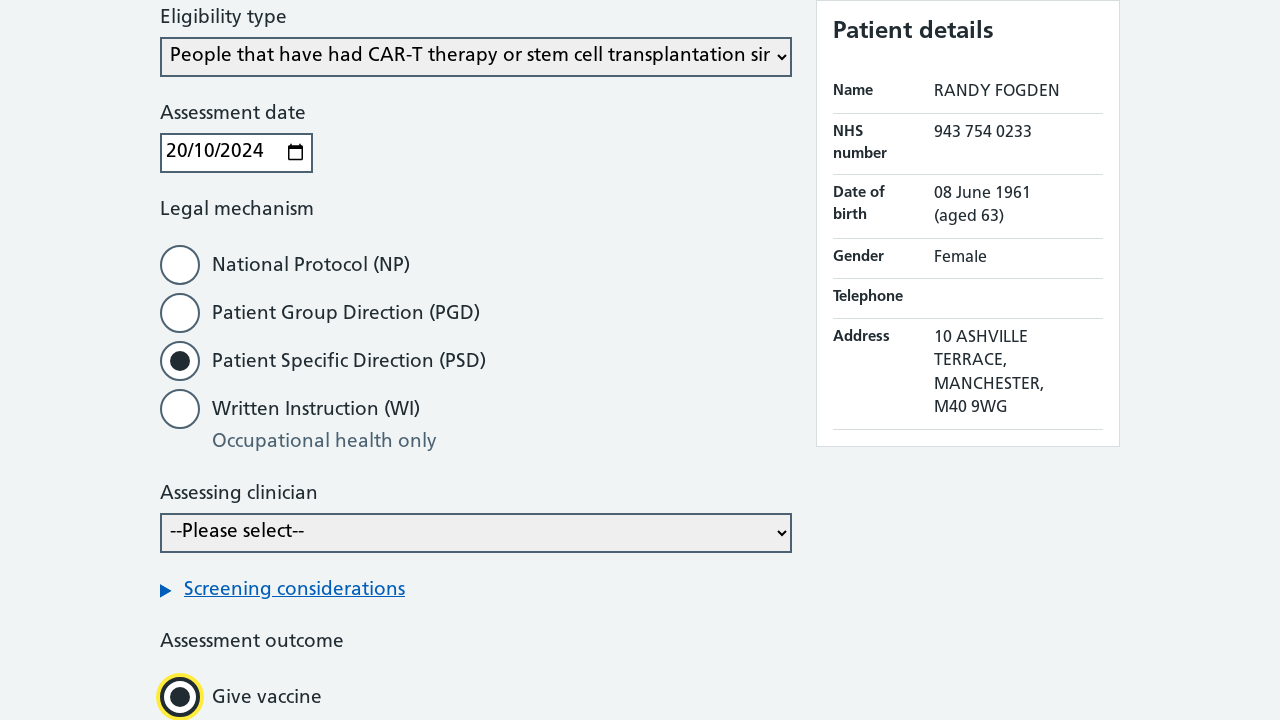 Eligibility type
People that have had CAR-T therapy or stem cell transplantation sin
Assessment date
20/10/2024
Legal mechanism
National Protocol (NP)
Patient Group Direction (PGD)
Patient Specific Direction (PSD)
Written Instruction (WI)
Occupational health only
Assessing clinician
--Please select--
Screening considerations
Assessment outcome
Give vaccine
Patient details
Name RANDY FOGDEN
NHS number 943 754 0233
Date of birth 08 June 1961
(aged 63)
Gender Female
Telephone
Address 10 ASHVILLE
TERRACE,
MANCHESTER,
M40 9WG